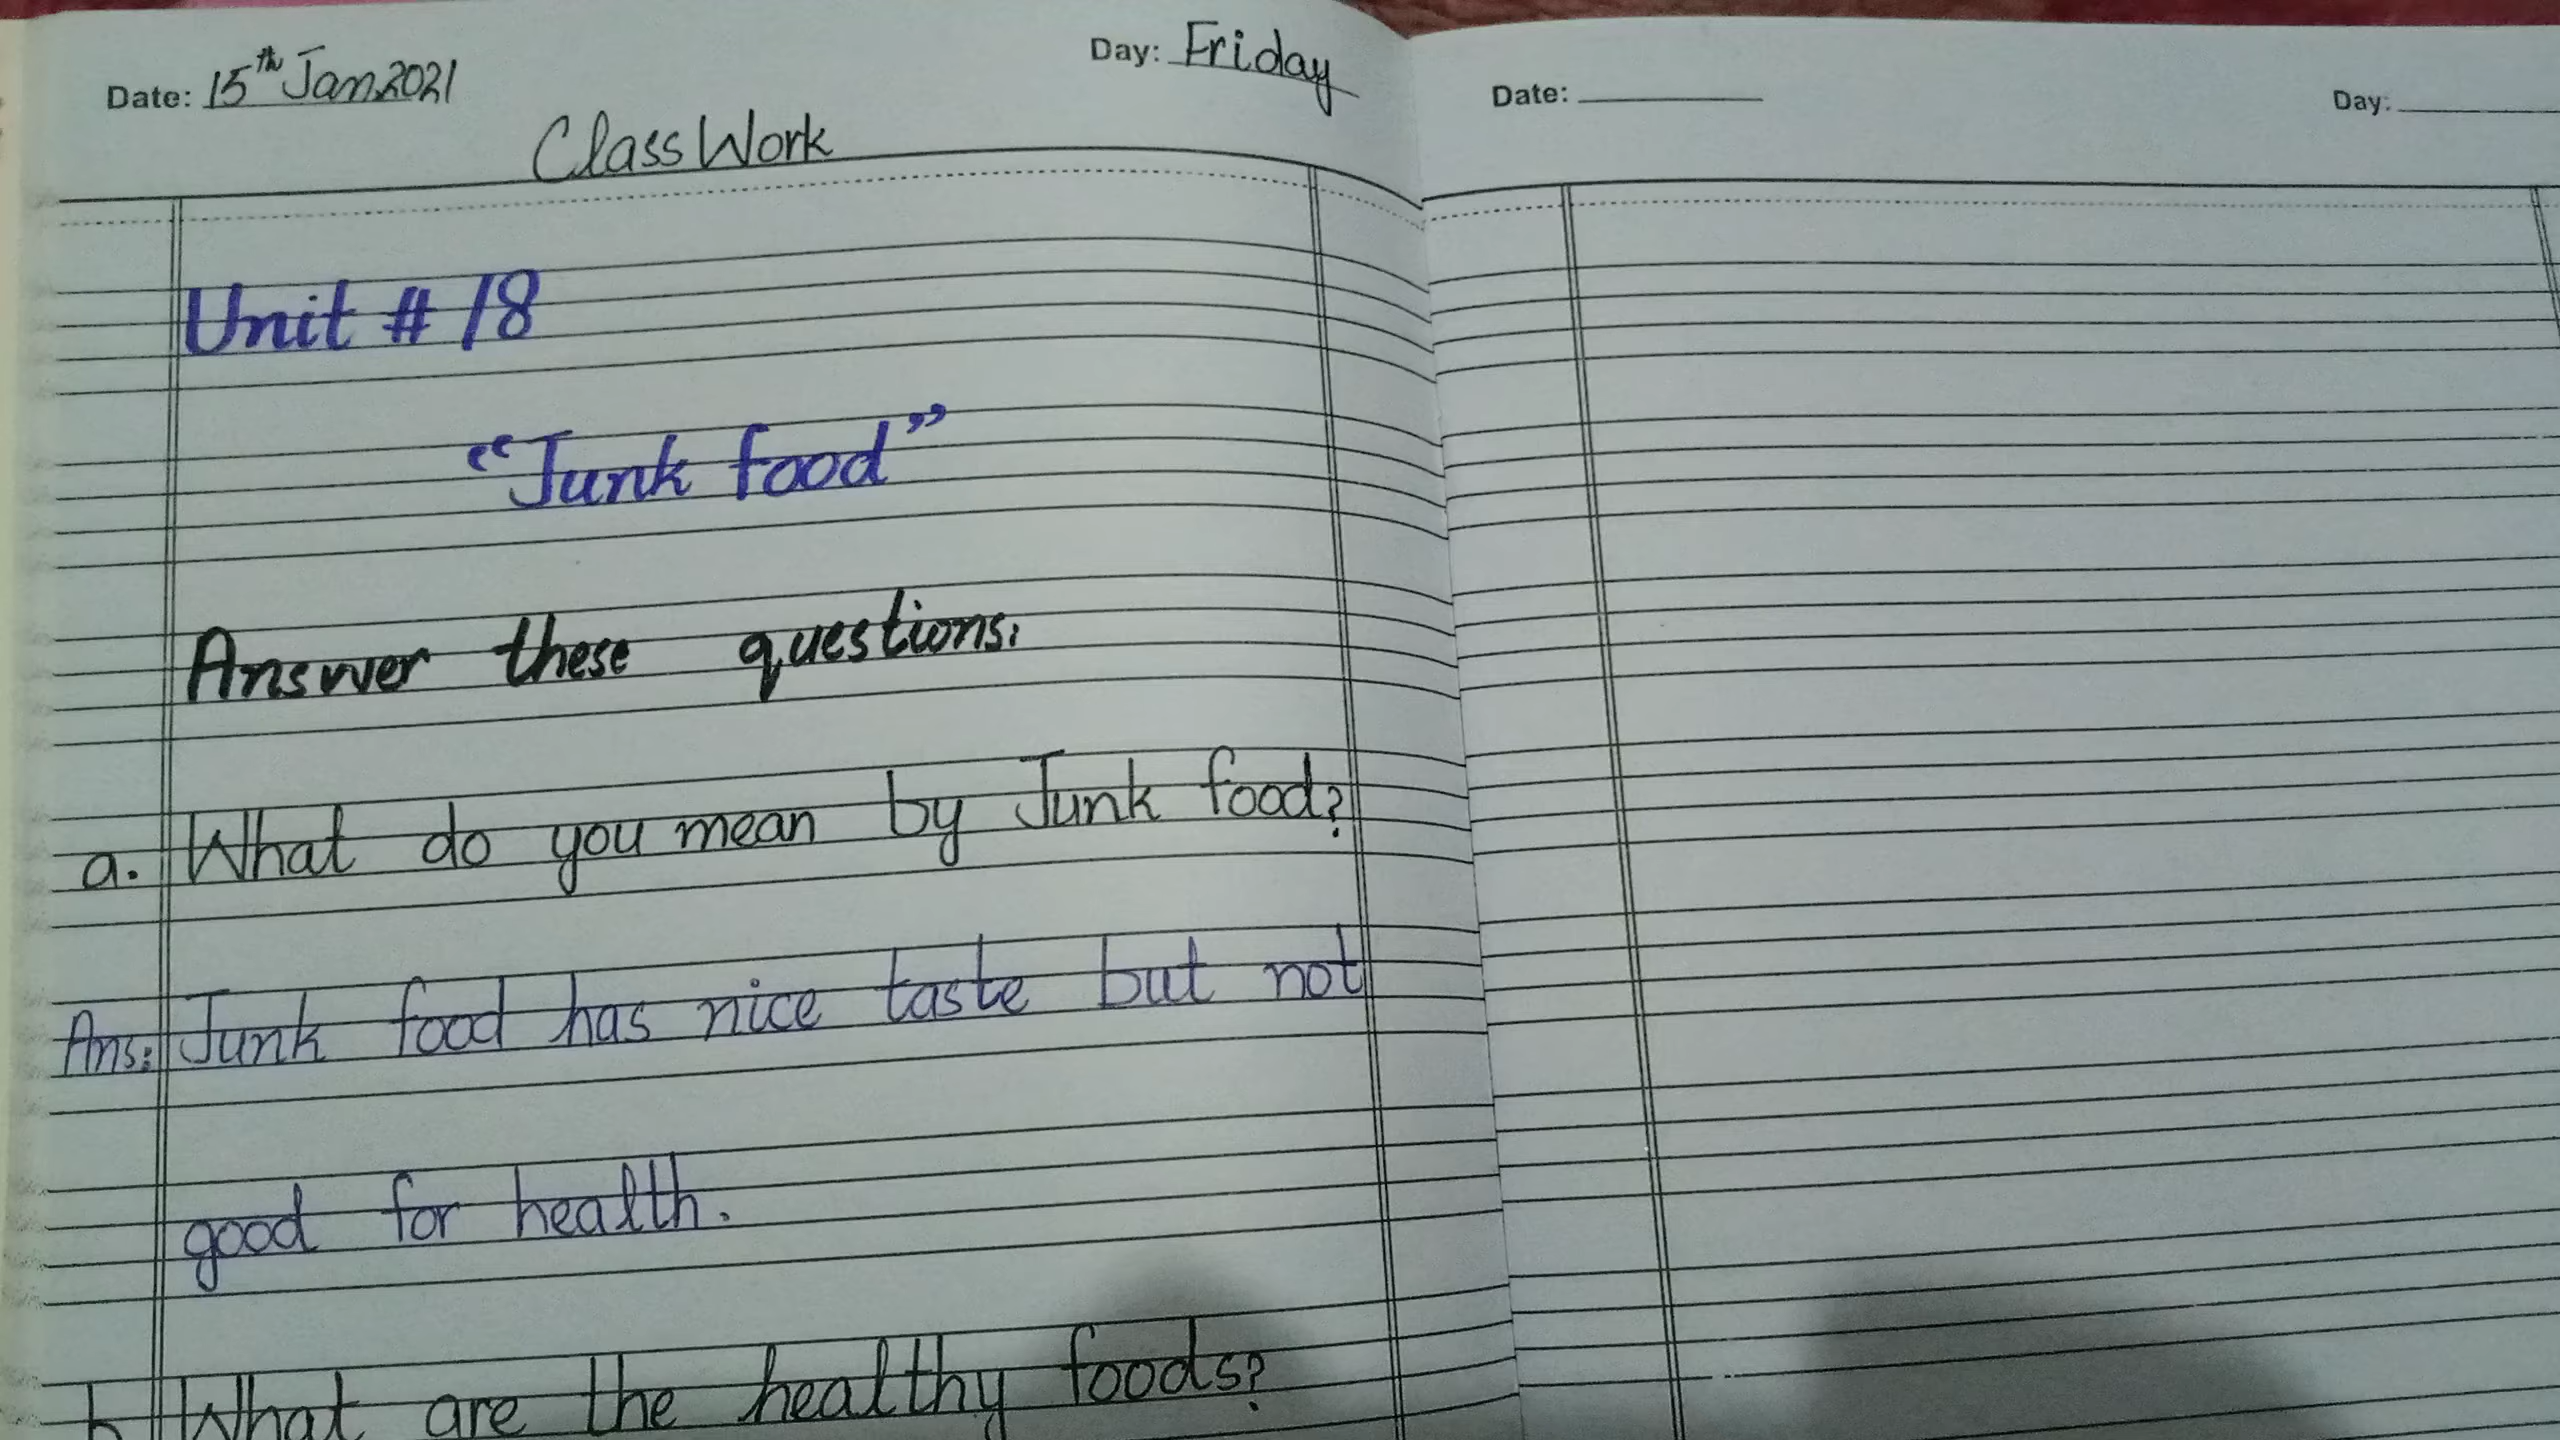 Date: 15th Jan 2021 Day: Friday
Class Work
Unit # 18
“Junk food”
Answer these questions:
a. What do you mean by Junk food?
Ans: Junk food has nice taste but not
good for health.
b. What are the healthy foods?
Date: Day: